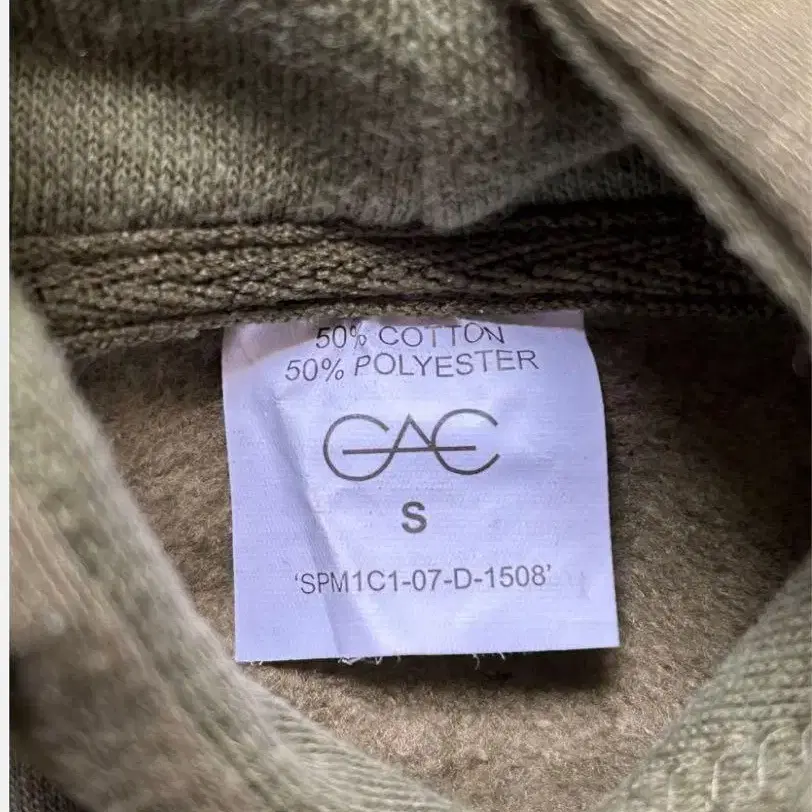 50% COTTON
50% POLYESTER
GAC
S
'SPM1C1-07-D-1508'